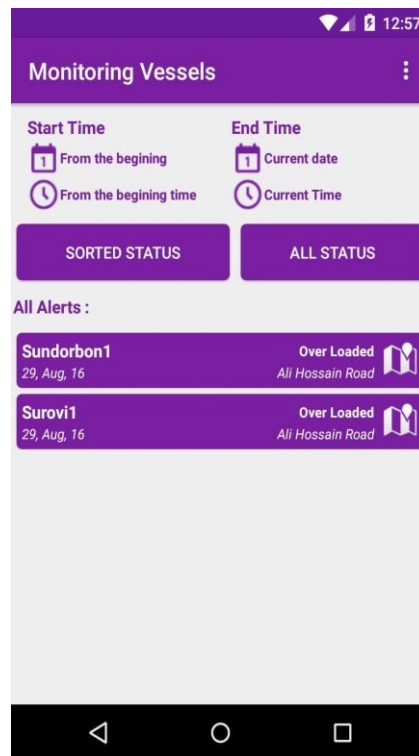 12:57
Monitoring Vessels
Start Time End Time
1 From the begining 1 Current date
From the begining time Current Time
SORTED STATUS ALL STATUS
All Alerts :
Sundorbon1 Over Loaded
29, Aug, 16 Ali Hossain Road
Surovi1 Over Loaded
29, Aug, 16 Ali Hossain Road